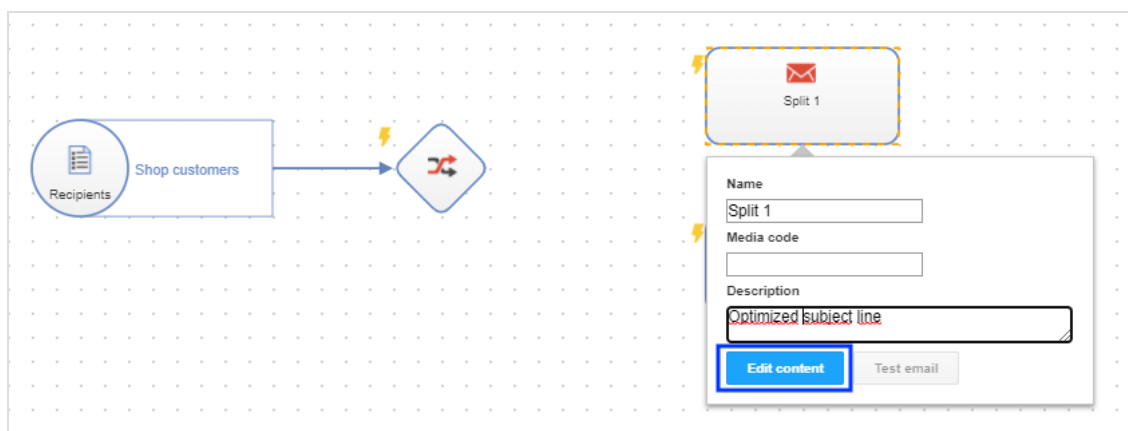 Split 1
Shop customers
Recipients
Name
Split 1
Media code
Description
Optimized subject line
Edit content
Test email